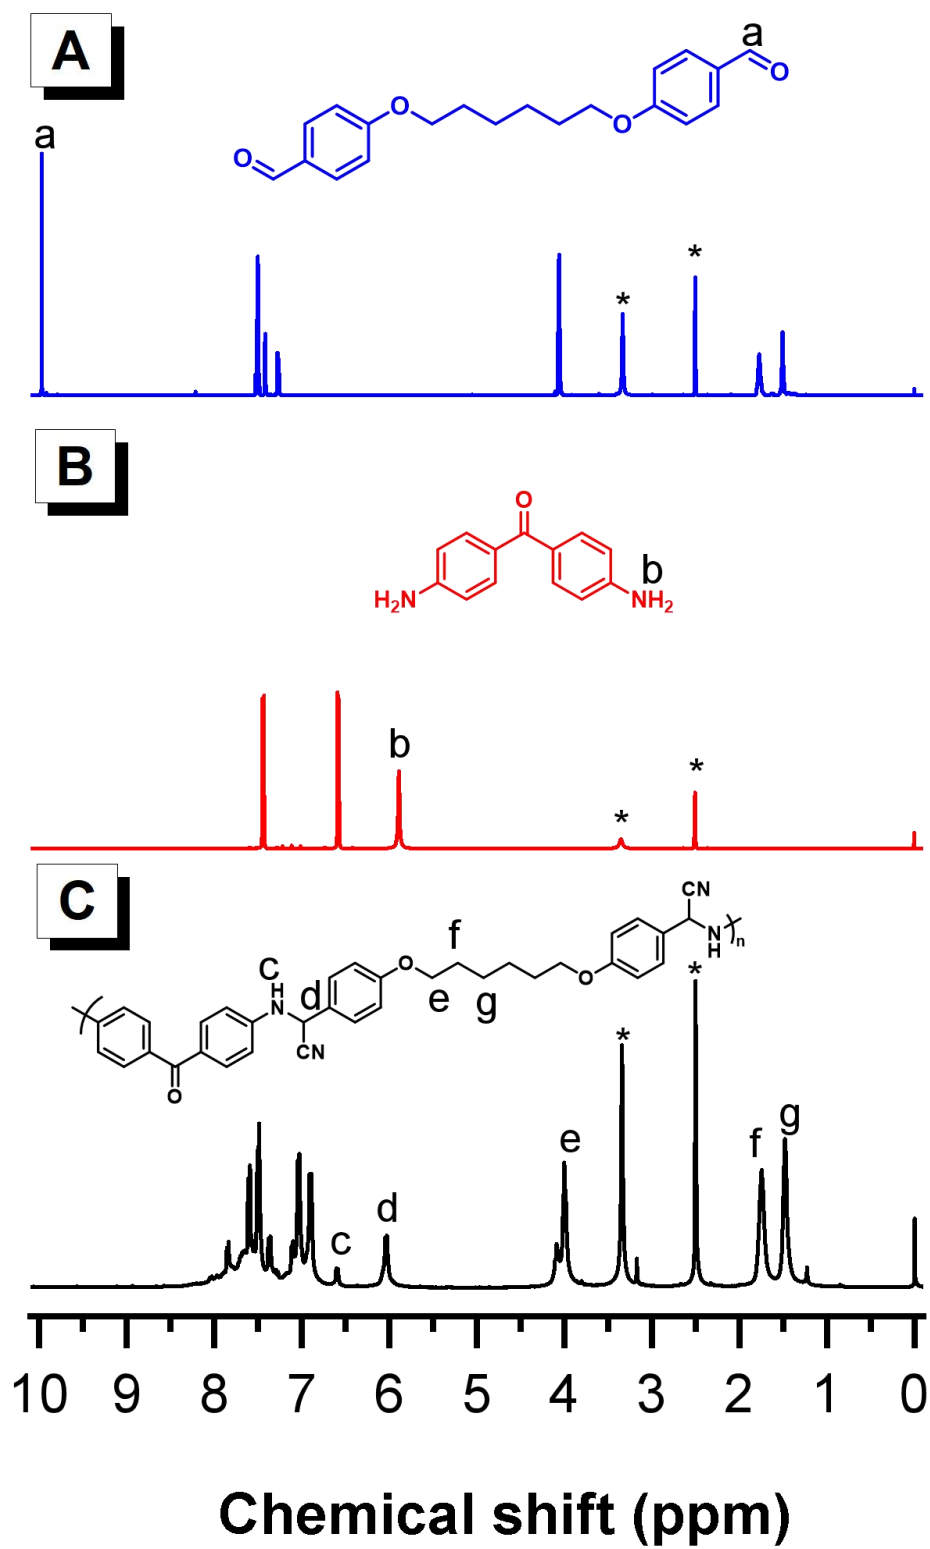 A
a
a
O
O
O
O
*
*
B
O
b
H₂N
NH₂
b
*
*
C
CN
f
N
H
n
c
H
N
d
O
e
g
O
CN
O
*
*
e
f
g
c
d
10 9 8 7 6 5 4 3 2 1 0
Chemical shift (ppm)